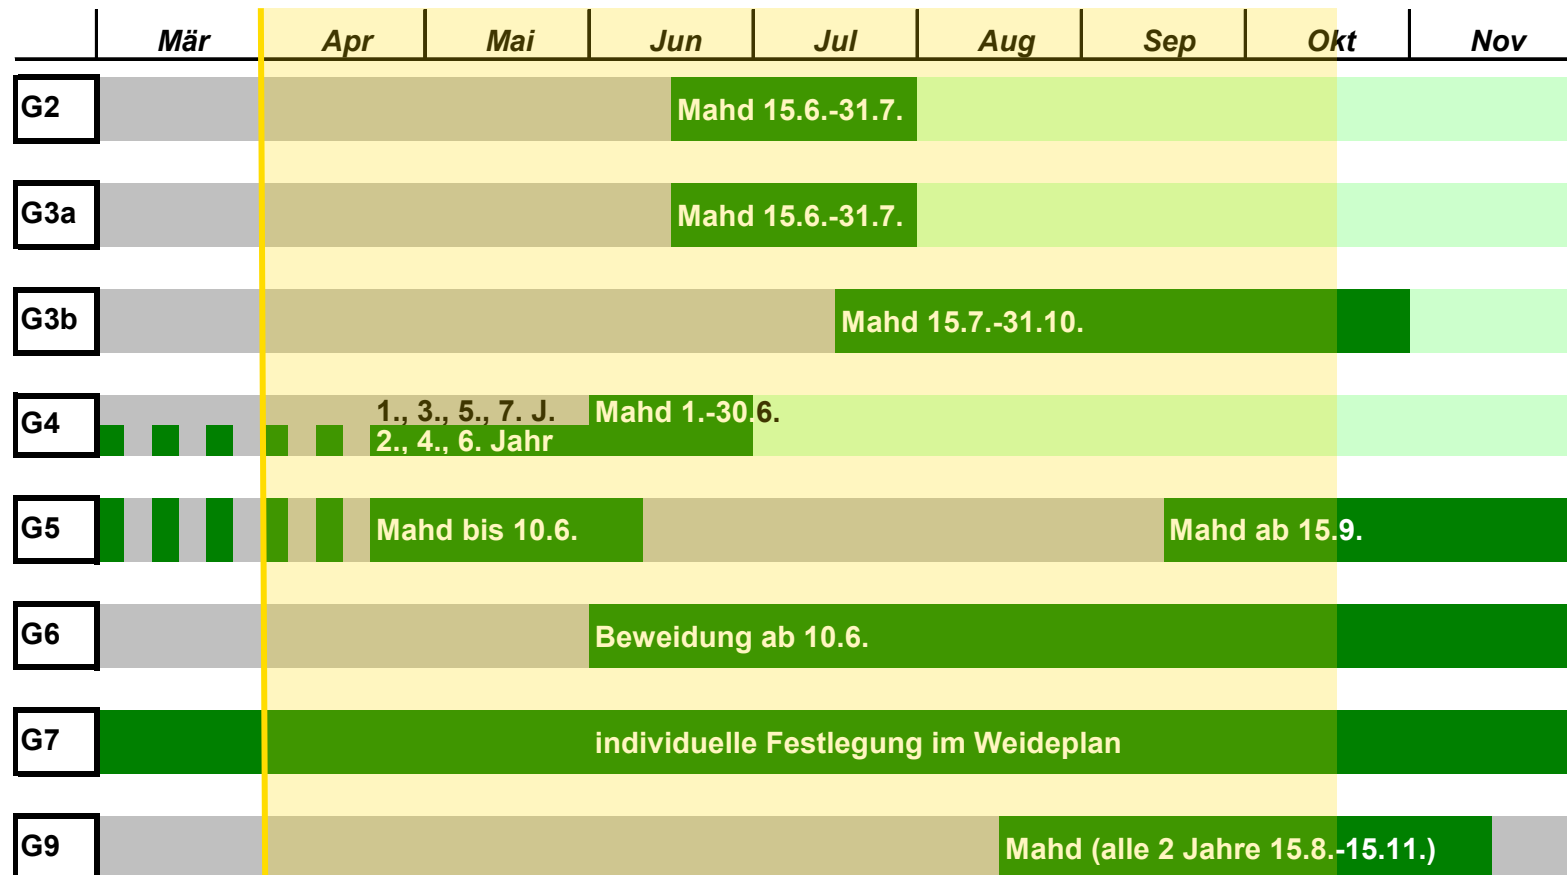 Mär Apr Mai Jun Jul Aug Sep Okt Nov
G2 Mahd 15.6.-31.7.
G3a Mahd 15.6.-31.7.
G3b Mahd 15.7.-31.10.
G4 1., 3., 5., 7. J. Mahd 1.-30.6.
2., 4., 6. Jahr
G5 Mahd bis 10.6. Mahd ab 15.9.
G6 Beweidung ab 10.6.
G7 individuelle Festlegung im Weideplan
G9 Mahd (alle 2 Jahre 15.8.-15.11.)